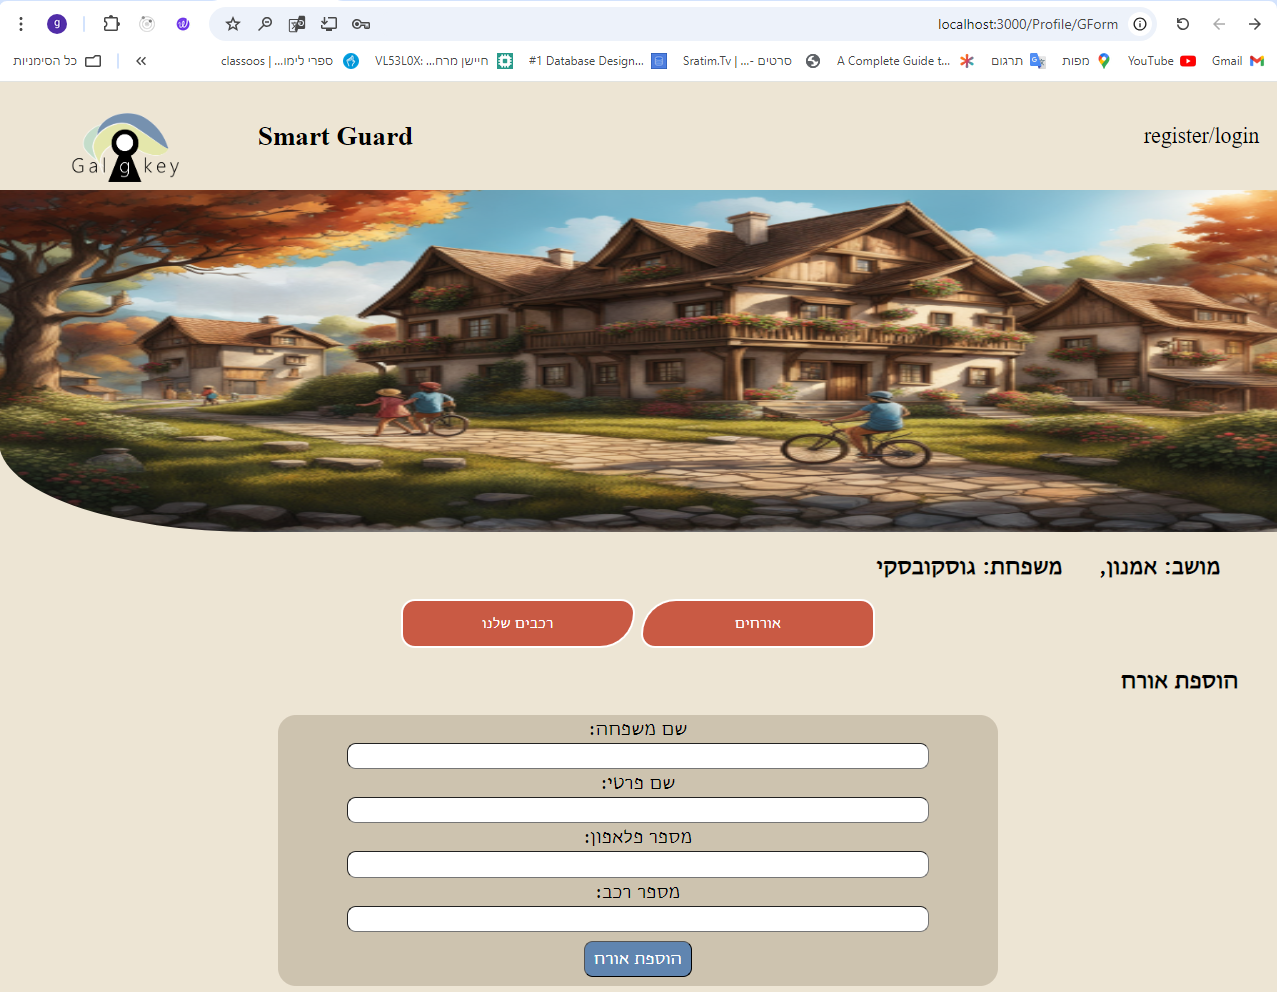 g
localhost:3000/Profile/GForm
כל הסימניות
classoos | ספרי לימו...
VL53L0X: חיישן מרח...
#1 Database Design...
Sratim.Tv | סרטים -...
A Complete Guide t...
תרגום
מפות
YouTube
Gmail
Gal g key
Smart Guard
register/login
מושב: אמנון, משפחת: גוסקובסקי
אורחים
רכבים שלנו
הוספת אורח
שם משפחה:
שם פרטי:
מספר פלאפון:
מספר רכב:
הוספת אורח